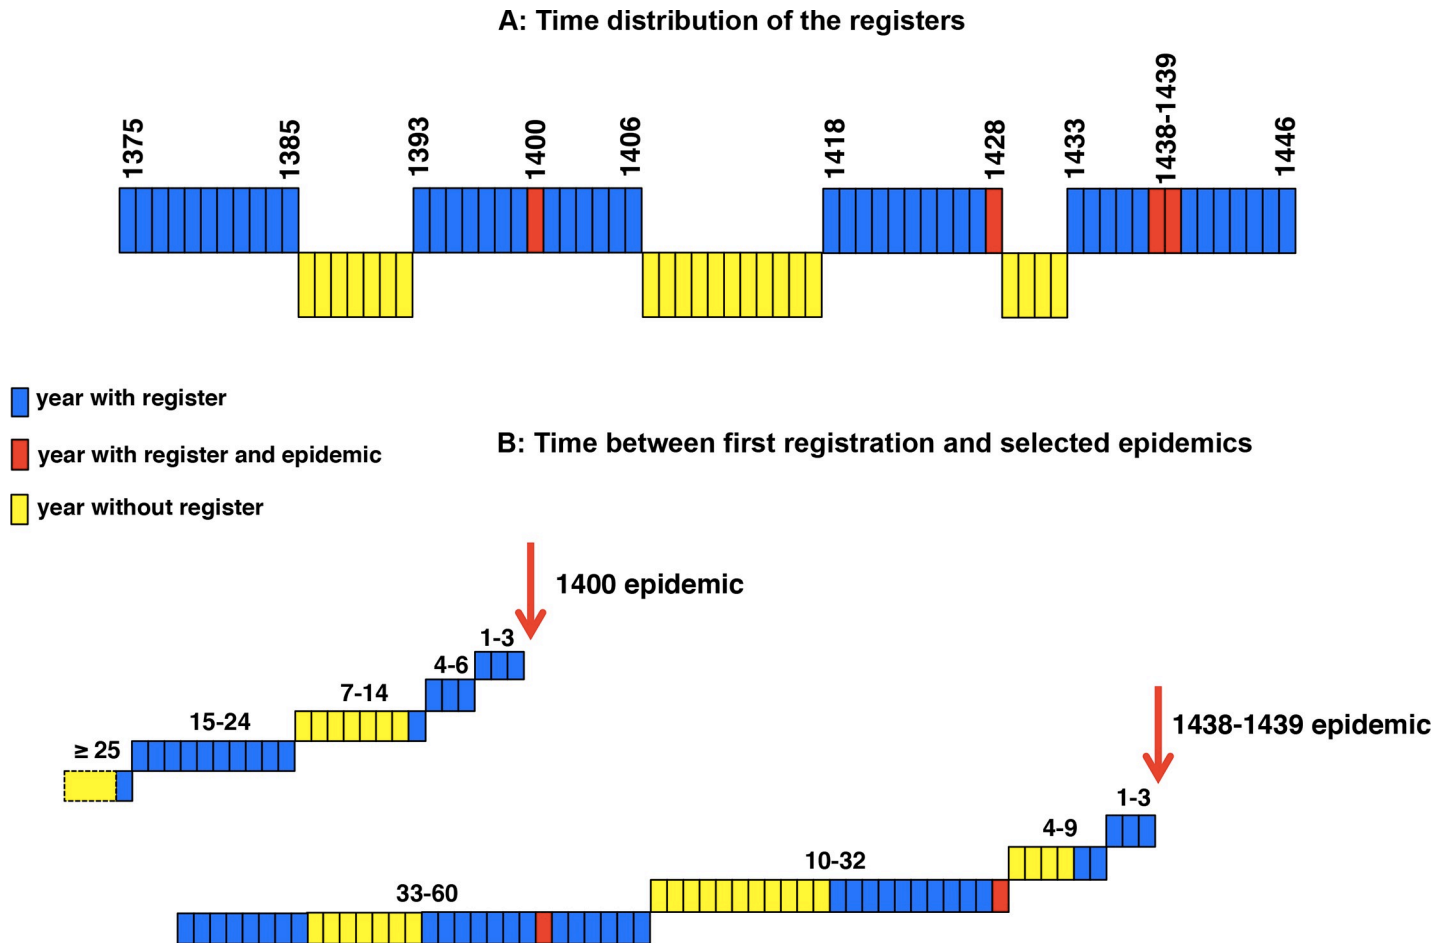 A: Time distribution of the registers
1375
1385
1393
1400
1406
1418
1428
1433
1438-1439
1446
year with register
year with register and epidemic
year without register
B: Time between first registration and selected epidemics
1400 epidemic
1-3
4-6
7-14
15-24
≥ 25
1438-1439 epidemic
1-3
4-9
10-32
33-60